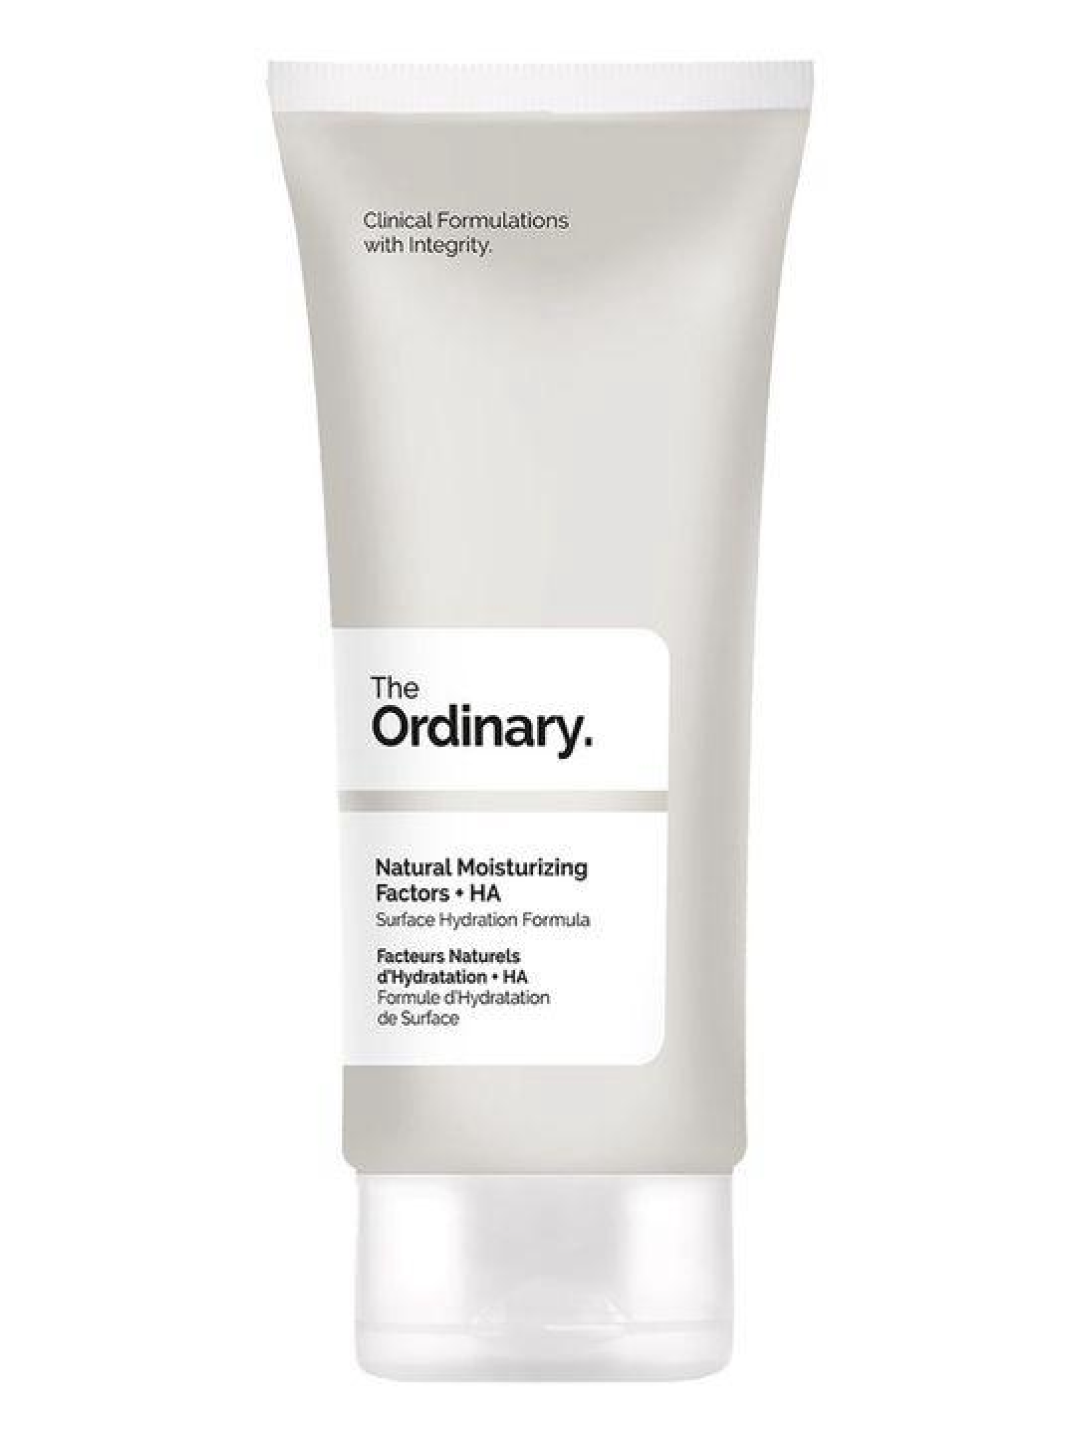 Clinical Formulations
with Integrity.
The
Ordinary.
Natural Moisturizing
Factors + HA
Surface Hydration Formula
Facteurs Naturels
d'Hydratation + HA
Formule d'Hydratation
de Surface